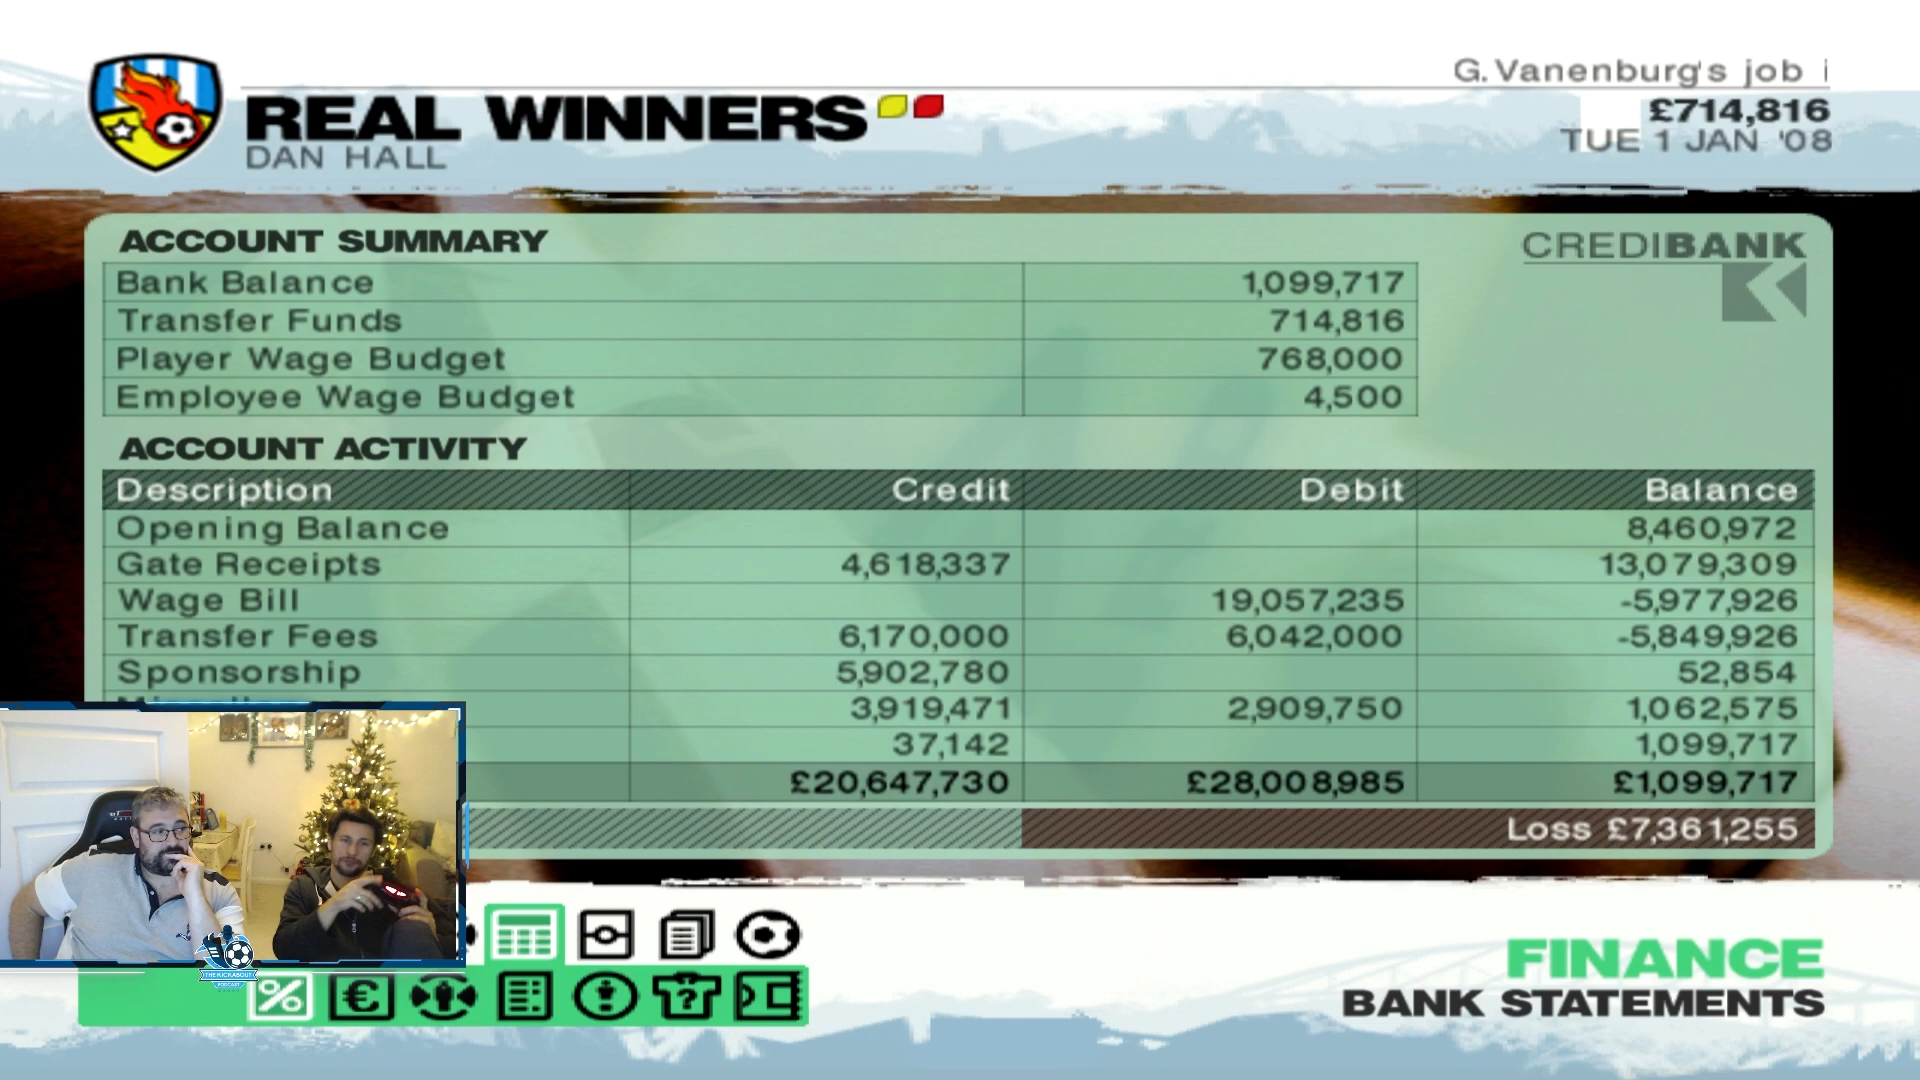 G.Vanenburg's job i
REAL WINNERS
£714,816
DAN HALL
TUE 1 JAN '08
ACCOUNT SUMMARY
CREDIBANK
Bank Balance 1,099,717
Transfer Funds 714,816
Player Wage Budget 768,000
Employee Wage Budget 4,500
ACCOUNT ACTIVITY
Description Credit Debit Balance
Opening Balance 8,460,972
Gate Receipts 4,618,337 13,079,309
Wage Bill 19,057,235 -5,977,926
Transfer Fees 6,170,000 6,042,000 -5,849,926
Sponsorship 5,902,780 52,854
3,919,471 2,909,750 1,062,575
37,142 1,099,717
£20,647,730 £28,008,985 £1,099,717
Loss £7,361,255
THE KICKABOUT
PODCAST
FINANCE
BANK STATEMENTS